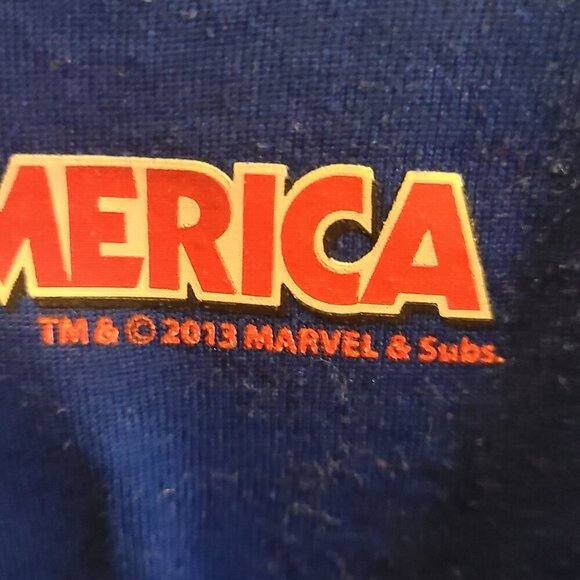 MERICA
TM & © 2013 MARVEL & Subs.